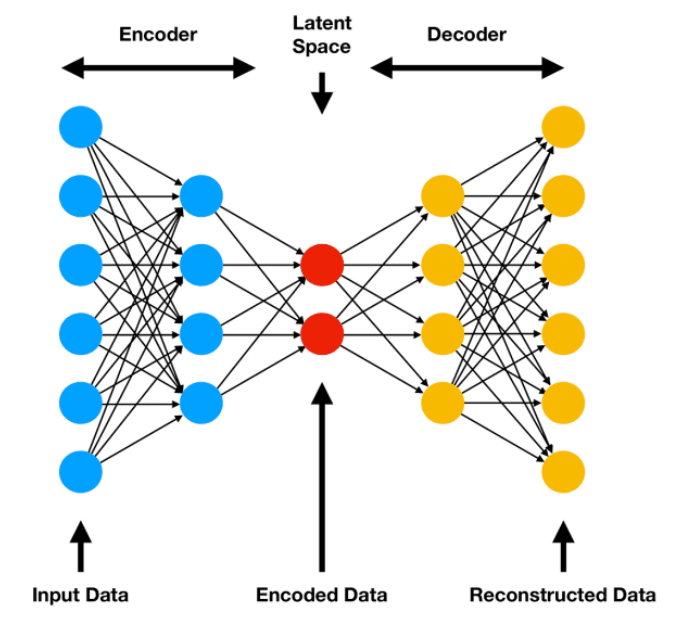 Encoder
Latent
Space
Decoder
Input Data
Encoded Data
Reconstructed Data